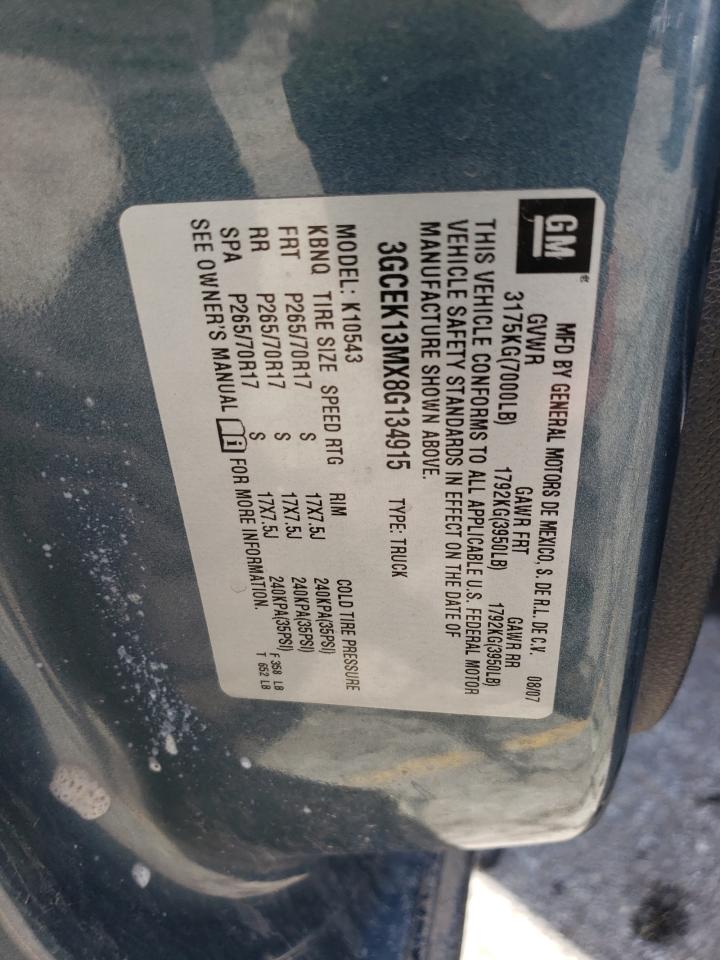 GM®
MFD BY GENERAL MOTORS DE MEXICO, S. DE R.L. DE C.V. 08/07
GVWR GAWR FRT GAWR RR
3175KG(7000LB) 1792KG(3950LB) 1792KG(3950LB)
THIS VEHICLE CONFORMS TO ALL APPLICABLE U.S. FEDERAL MOTOR
VEHICLE SAFETY STANDARDS IN EFFECT ON THE DATE OF
MANUFACTURE SHOWN ABOVE.
3GCEK13MX8G134915 TYPE: TRUCK
MODEL: K10543
KBNQ TIRE SIZE SPEED RTG RIM COLD TIRE PRESSURE
FRT P265/70R17 S 17X7.5J 240KPA(35PSI)
RR P265/70R17 S 17X7.5J 240KPA(35PSI)
SPA P265/70R17 S 17X7.5J 240KPA(35PSI)
SEE OWNER'S MANUAL FOR MORE INFORMATION.
F 358 LB
T 652 LB